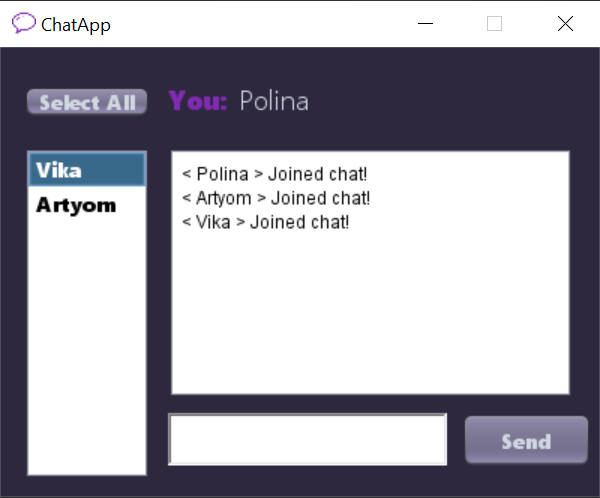 ChatApp
Select All
You: Polina
Vika
Artyom
< Polina > Joined chat!
< Artyom > Joined chat!
< Vika > Joined chat!
Send